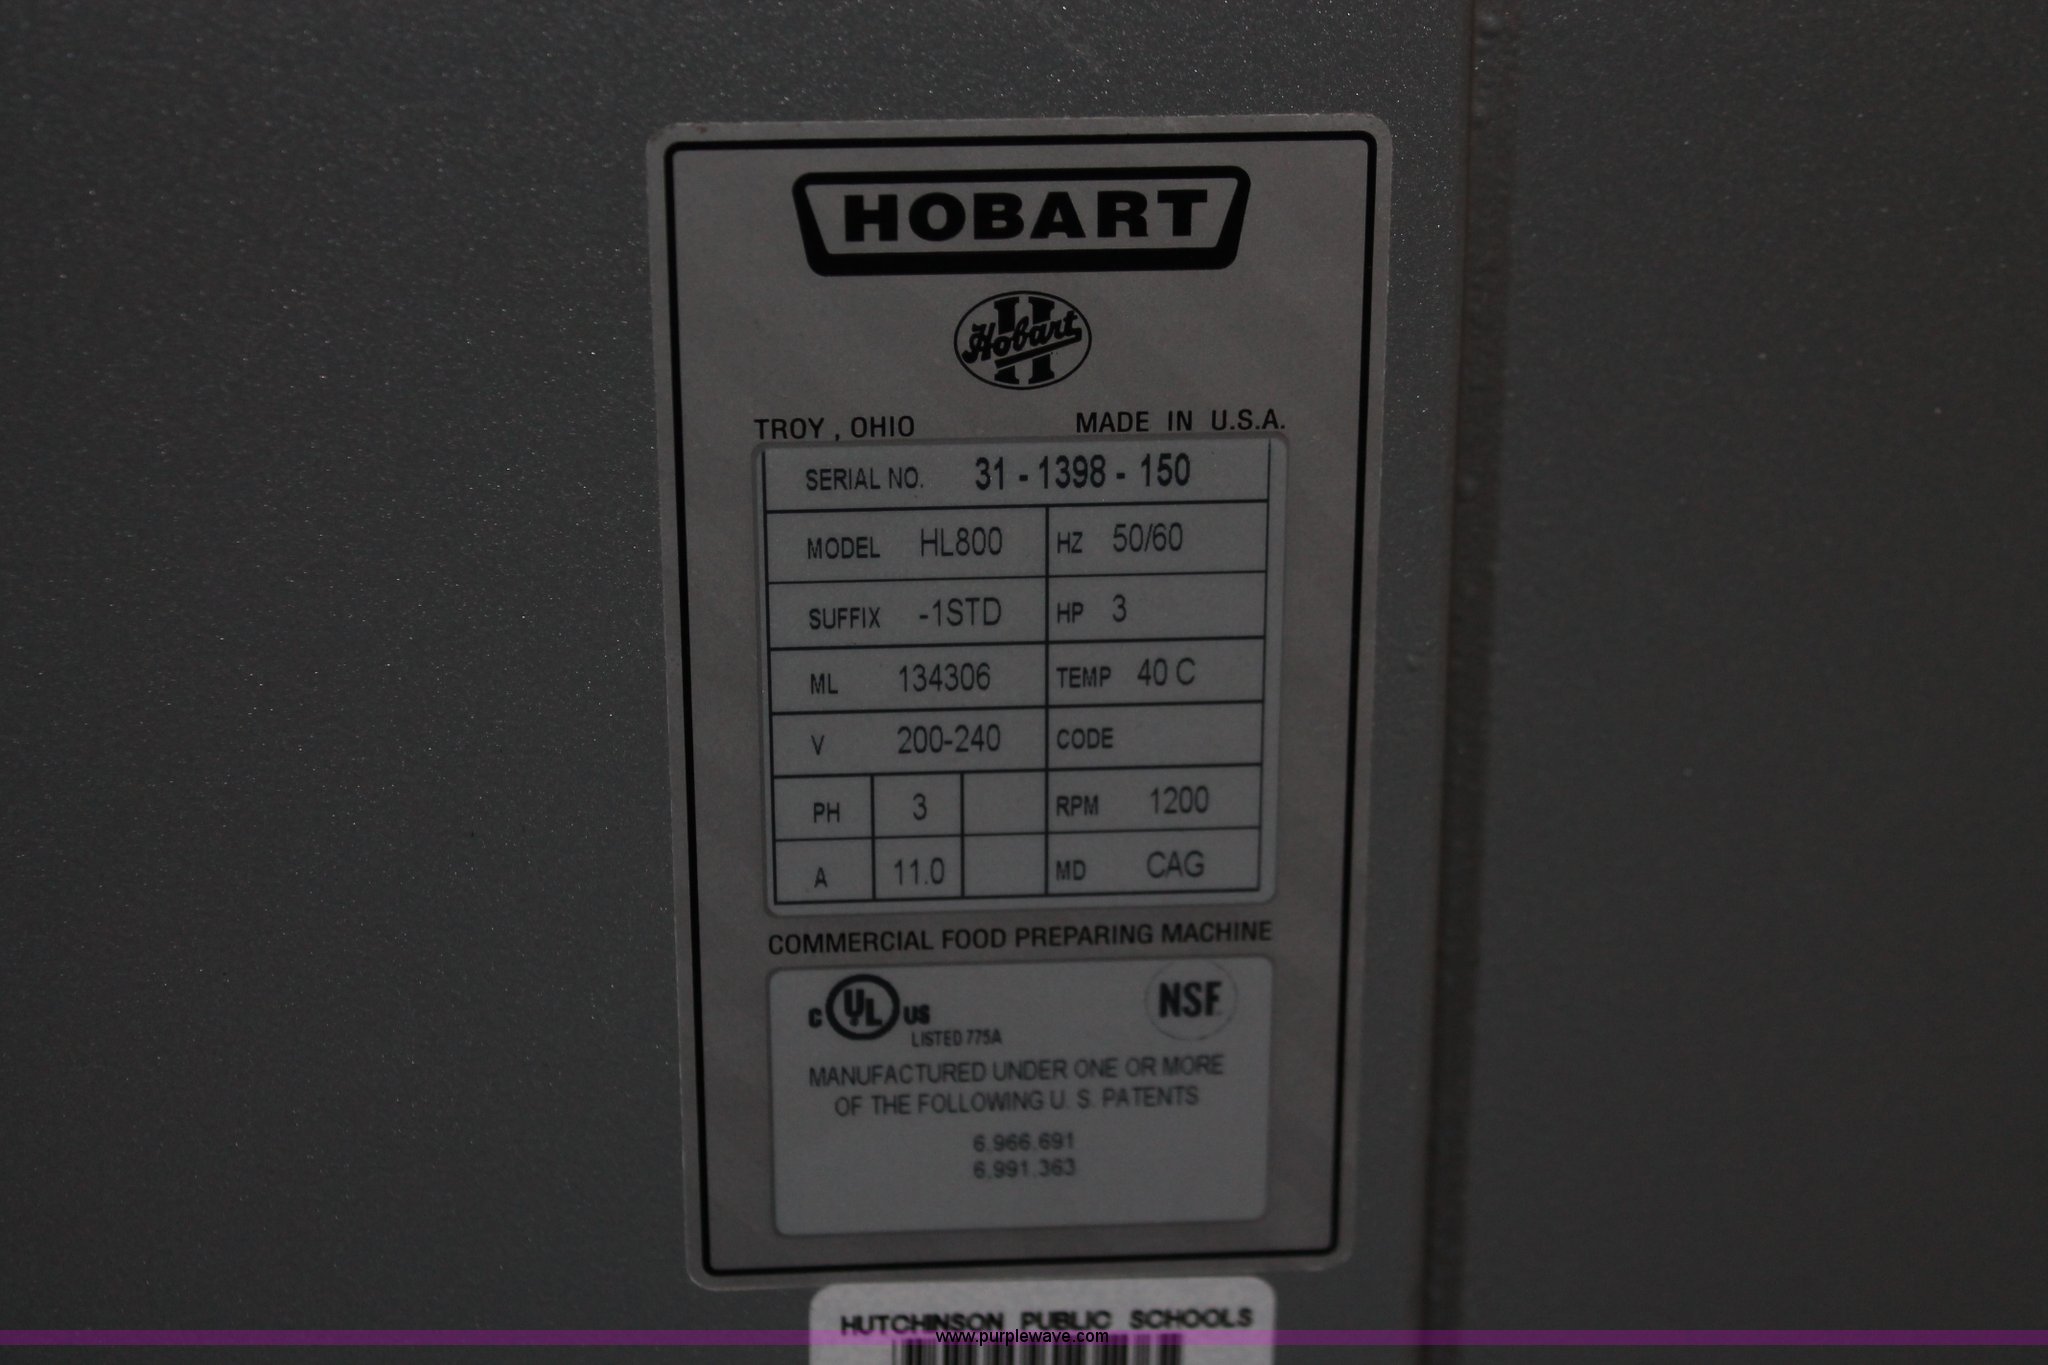 HOBART
Hobart
TROY , OHIO MADE IN U.S.A.
SERIAL NO. 31 - 1398 - 150
MODEL HL800 HZ 50/60
SUFFIX -1STD HP 3
ML 134306 TEMP 40 C
V 200-240 CODE
PH 3 RPM 1200
A 11.0 MD CAG
COMMERCIAL FOOD PREPARING MACHINE
C UL US NSF
LISTED 775A
MANUFACTURED UNDER ONE OR MORE
OF THE FOLLOWING U. S. PATENTS
6.966.691
6.991.363
HUTCHINSON PUBLIC SCHOOLS
www.purplewave.com